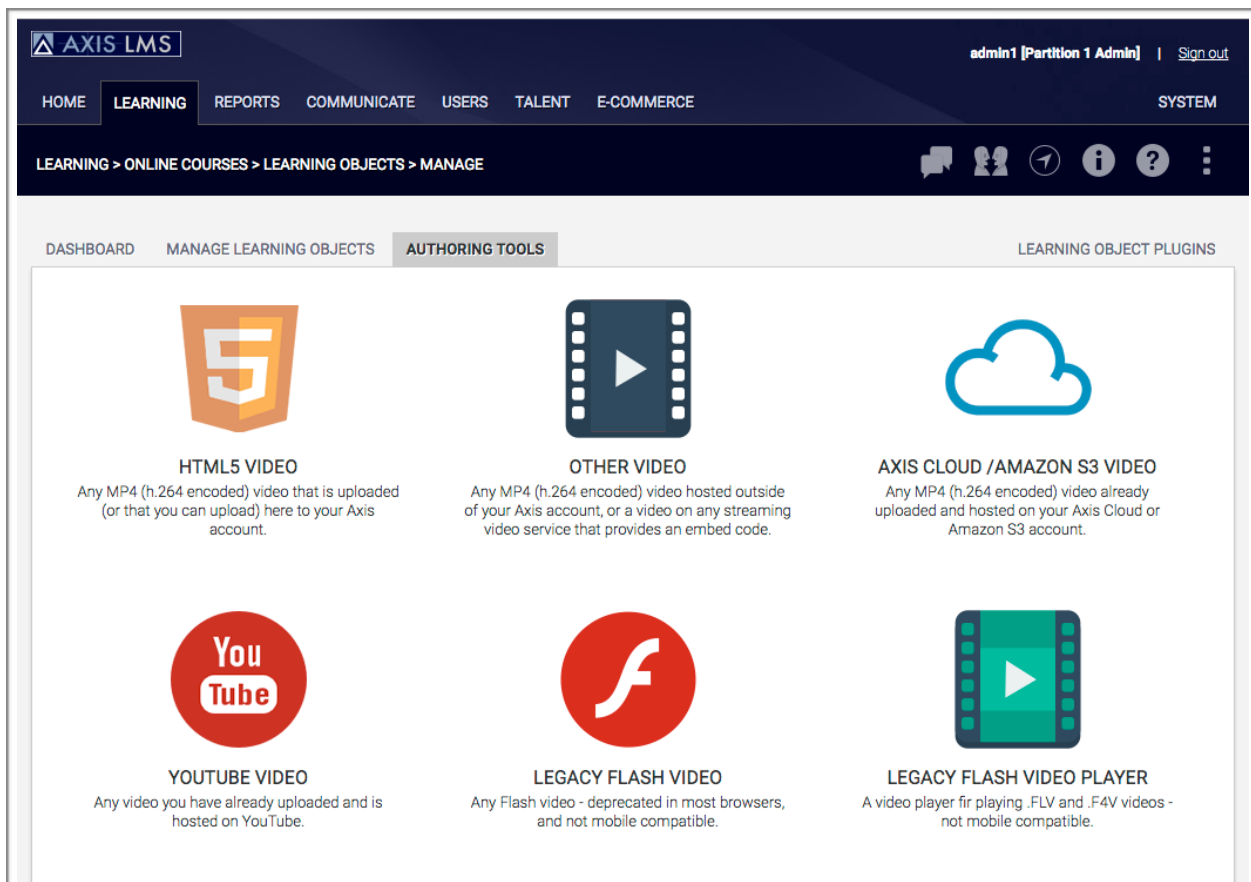 AXIS LMS
admin1 [Partition 1 Admin] | Sign out
HOME LEARNING REPORTS COMMUNICATE USERS TALENT E-COMMERCE SYSTEM
LEARNING > ONLINE COURSES > LEARNING OBJECTS > MANAGE
DASHBOARD MANAGE LEARNING OBJECTS AUTHORING TOOLS LEARNING OBJECT PLUGINS
HTML5 VIDEO
Any MP4 (h.264 encoded) video that is uploaded
(or that you can upload) here to your Axis
account.
OTHER VIDEO
Any MP4 (h.264 encoded) video hosted outside
of your Axis account, or a video on any streaming
video service that provides an embed code.
AXIS CLOUD /AMAZON S3 VIDEO
Any MP4 (h.264 encoded) video already
uploaded and hosted on your Axis Cloud or
Amazon S3 account.
You
Tube
YOUTUBE VIDEO
Any video you have already uploaded and is
hosted on YouTube.
LEGACY FLASH VIDEO
Any Flash video - deprecated in most browsers,
and not mobile compatible.
LEGACY FLASH VIDEO PLAYER
A video player fir playing .FLV and .F4V videos -
not mobile compatible.